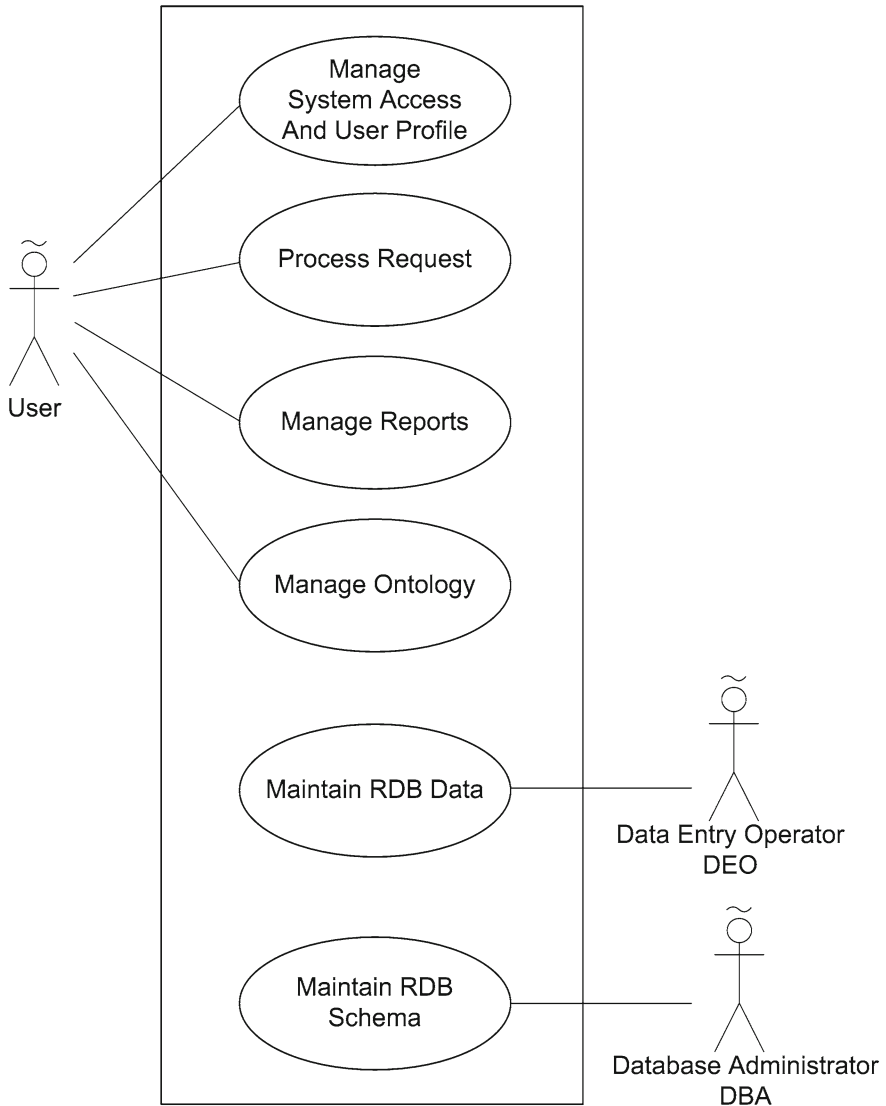 Manage
System Access
And User Profile
Process Request
User
Manage Reports
Manage Ontology
Maintain RDB Data
Data Entry Operator
DEO
Maintain RDB
Schema
Database Administrator
DBA